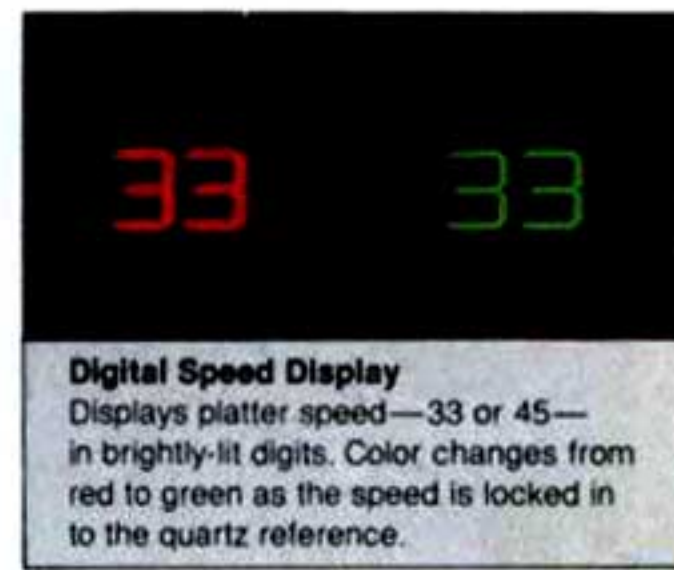 33 33
Digital Speed Display
Displays platter speed—33 or 45—
in brightly-lit digits. Color changes from
red to green as the speed is locked in
to the quartz reference.